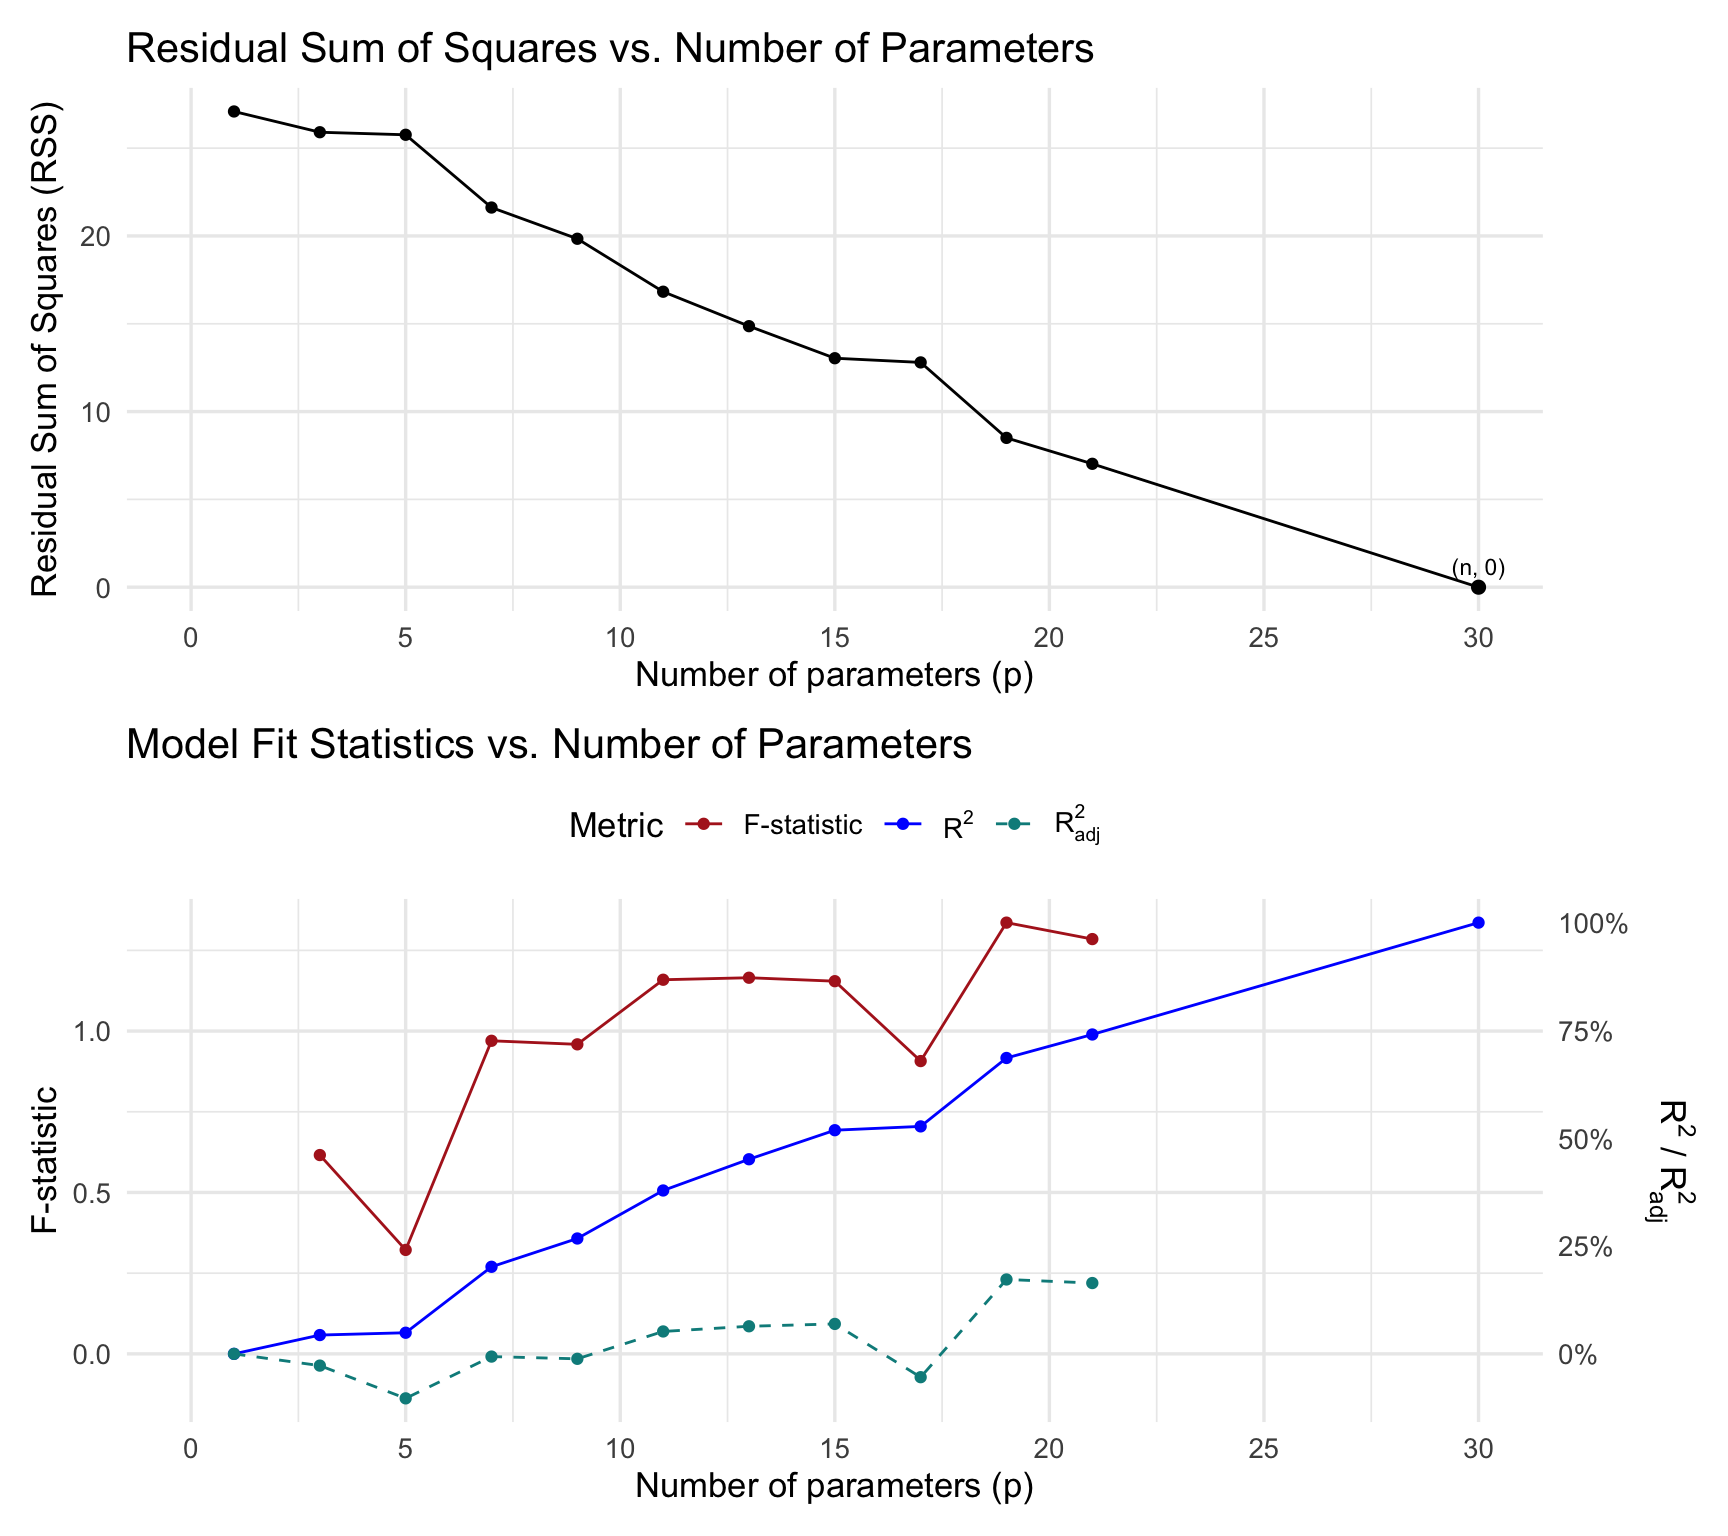 Residual Sum of Squares vs. Number of Parameters
Residual Sum of Squares (RSS)
20
10
0
(n, 0)
0 5 10 15 20 25 30
Number of parameters (p)
Model Fit Statistics vs. Number of Parameters
Metric F-statistic R² R²adj
F-statistic
1.0
0.5
0.0
100%
75%
50%
25%
0%
R² / R²adj
0 5 10 15 20 25 30
Number of parameters (p)